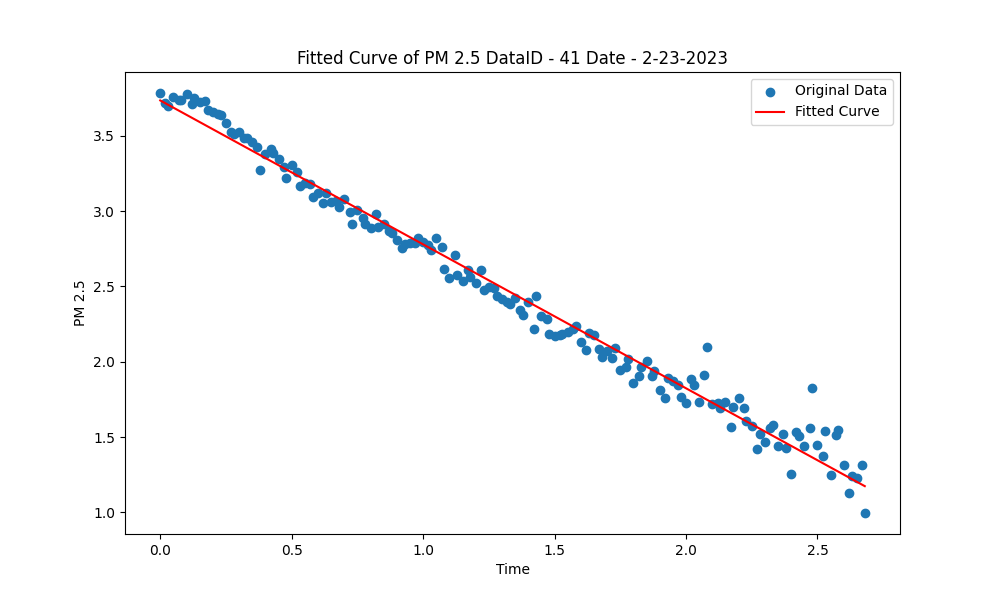 Fitted Curve of PM 2.5 DataID - 41 Date - 2-23-2023
Original Data
Fitted Curve
PM 2.5
3.5
3.0
2.5
2.0
1.5
1.0
0.0 0.5 1.0 1.5 2.0 2.5
Time